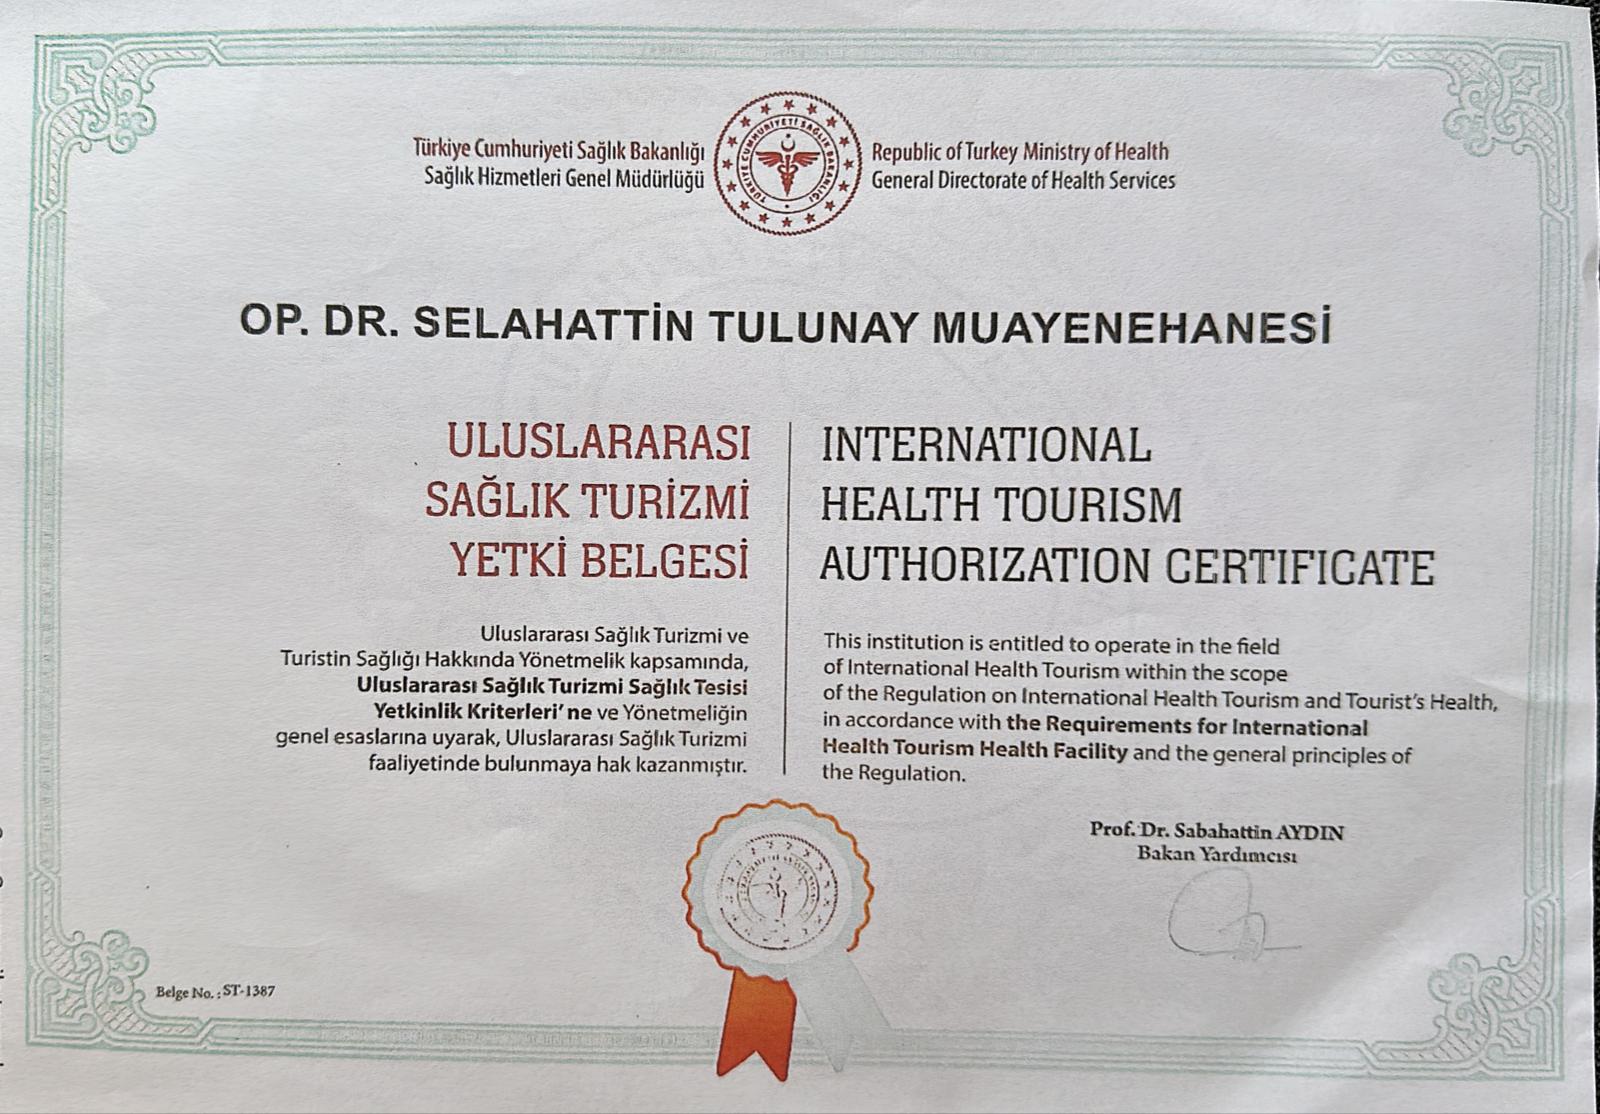 Türkiye Cumhuriyeti Sağlık Bakanlığı
Sağlık Hizmetleri Genel Müdürlüğü
TÜRKİYE CUMHURİYETİ SAĞLIK BAKANLIĞI
Republic of Turkey Ministry of Health
General Directorate of Health Services
OP. DR. SELAHATTİN TULUNAY MUAYENEHANESİ
ULUSLARARASI
SAĞLIK TURİZMİ
YETKİ BELGESİ
Uluslararası Sağlık Turizmi ve
Turistin Sağlığı Hakkında Yönetmelik kapsamında,
Uluslararası Sağlık Turizmi Sağlık Tesisi
Yetkinlik Kriterleri' ne ve Yönetmeliğin
genel esaslarına uyarak, Uluslararası Sağlık Turizmi
faaliyetinde bulunmaya hak kazanmıştır.
INTERNATIONAL
HEALTH TOURISM
AUTHORIZATION CERTIFICATE
This institution is entitled to operate in the field
of International Health Tourism within the scope
of the Regulation on International Health Tourism and Tourist's Health,
in accordance with the Requirements for International
Health Tourism Health Facility and the general principles of
the Regulation.
Prof. Dr. Sabahattin AYDIN
Bakan Yardımcısı
Belge No. : ST-1387